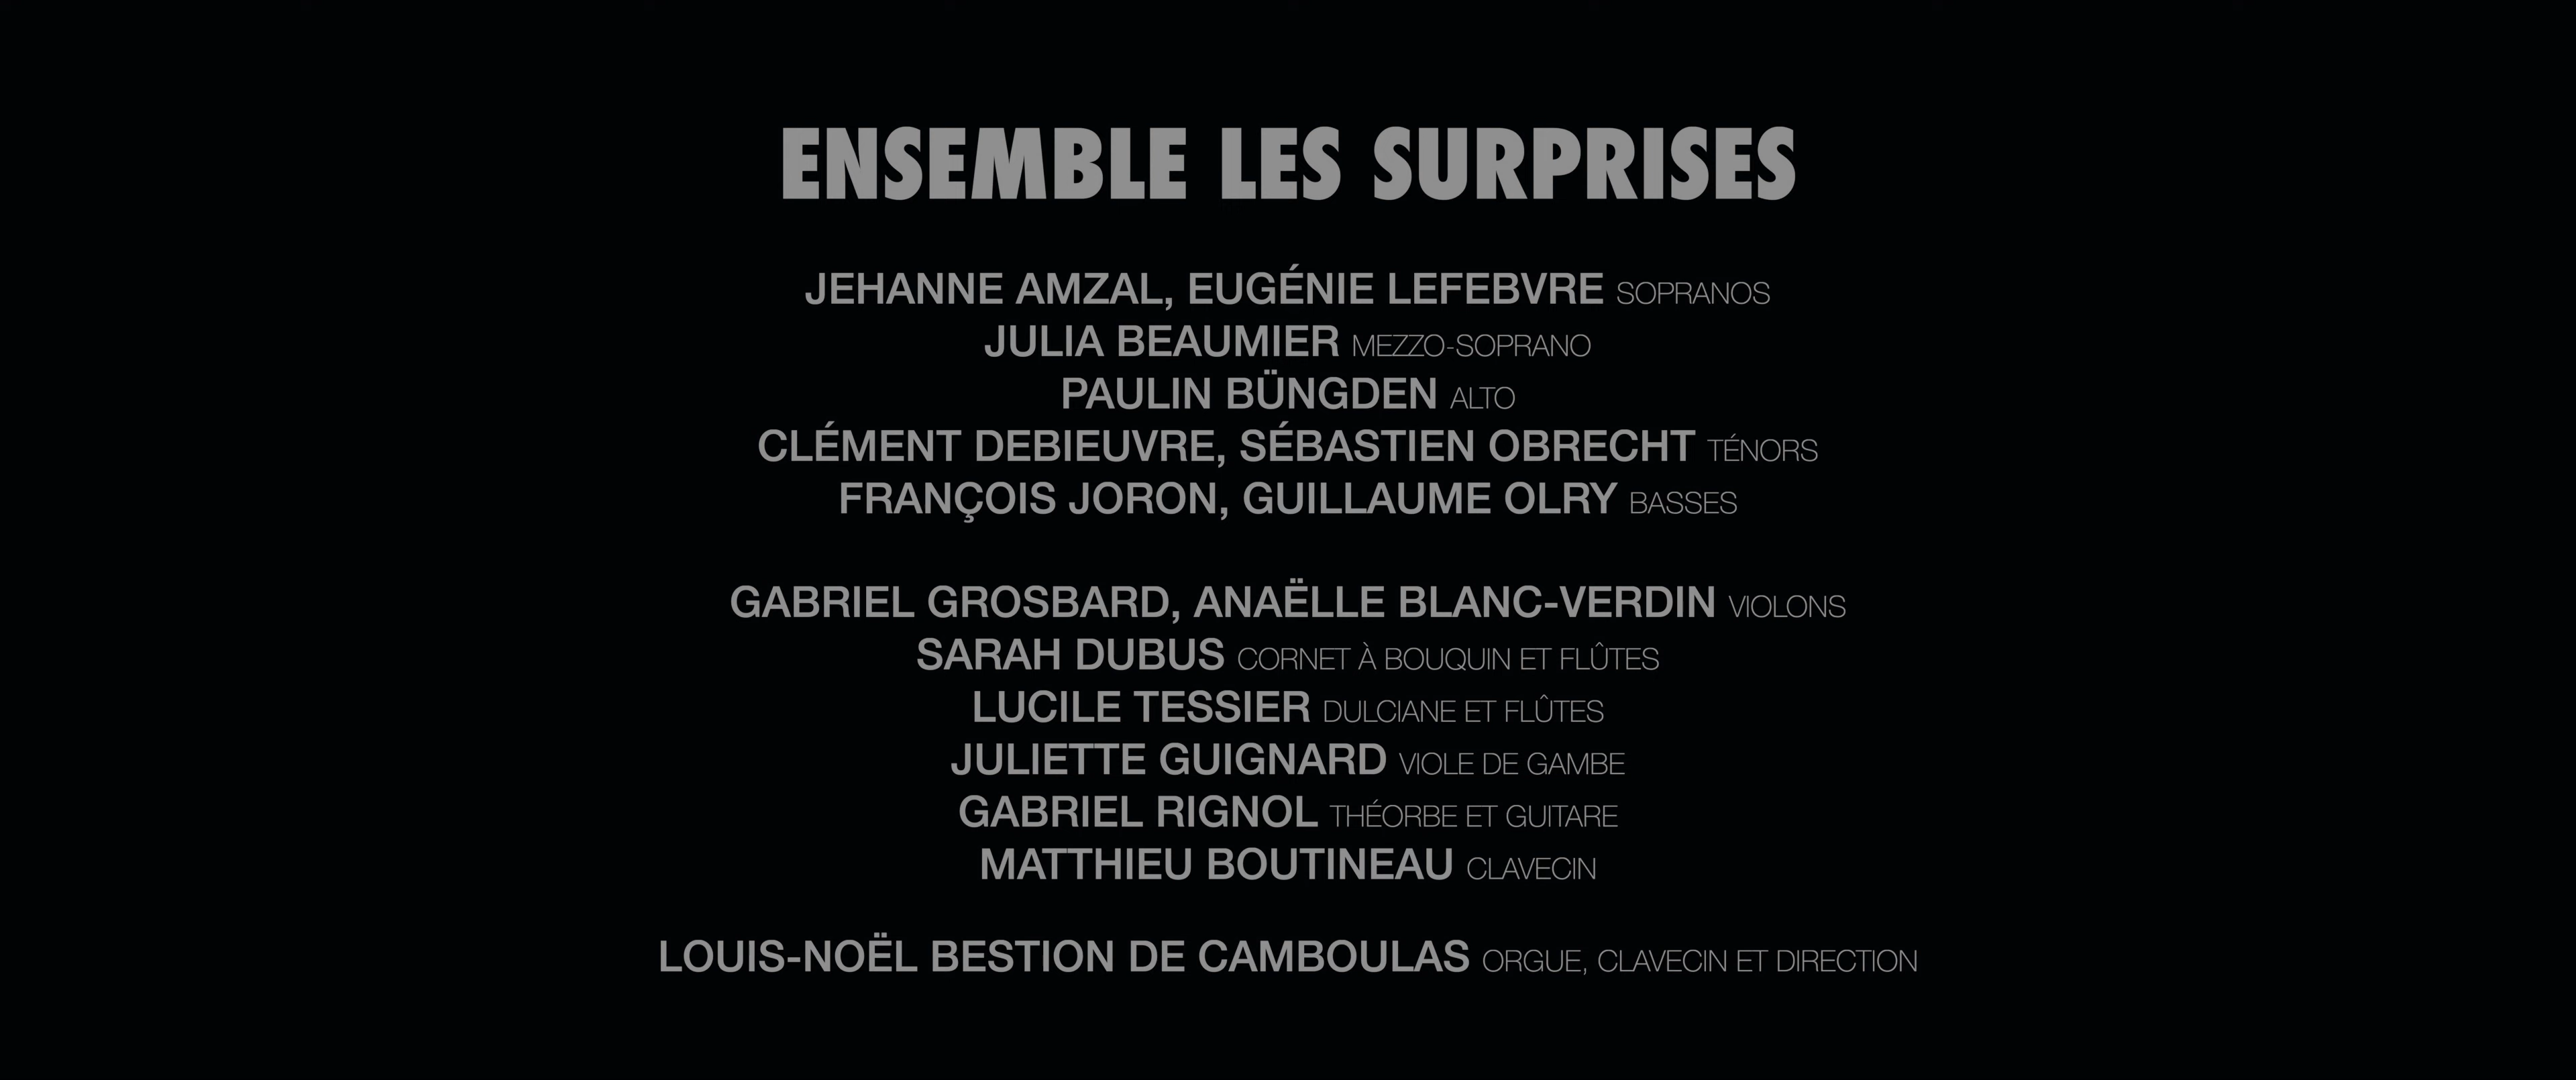 ENSEMBLE LES SURPRISES
JEHANNE AMZAL, EUGÉNIE LEFEBVRE SOPRANOS
JULIA BEAUMIER MEZZO-SOPRANO
PAULIN BÜNGDEN ALTO
CLÉMENT DEBIEUVRE, SÉBASTIEN OBRECHT TÉNORS
FRANÇOIS JORON, GUILLAUME OLRY BASSES
GABRIEL GROSBARD, ANAËLLE BLANC-VERDIN VIOLONS
SARAH DUBUS CORNET À BOUQUIN ET FLÛTES
LUCILE TESSIER DULCIANE ET FLÛTES
JULIETTE GUIGNARD VIOLE DE GAMBE
GABRIEL RIGNOL THÉORBE ET GUITARE
MATTHIEU BOUTINEAU CLAVECIN
LOUIS-NOËL BESTION DE CAMBOULAS ORGUE, CLAVECIN ET DIRECTION